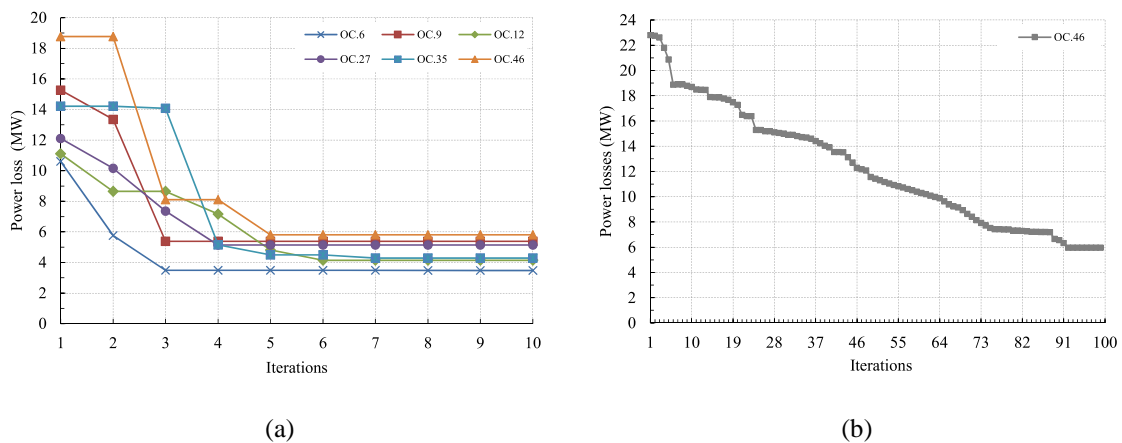 20
18
16
14
12
10
8
6
4
2
0
Power loss (MW)
OC.6 OC.9 OC.12
OC.27 OC.35 OC.46
1 2 3 4 5 6 7 8 9 10
Iterations
(a)
24
22
20
18
16
14
12
10
8
6
4
2
0
Power losses (MW)
OC.46
1 10 19 28 37 46 55 64 73 82 91 100
Iterations
(b)